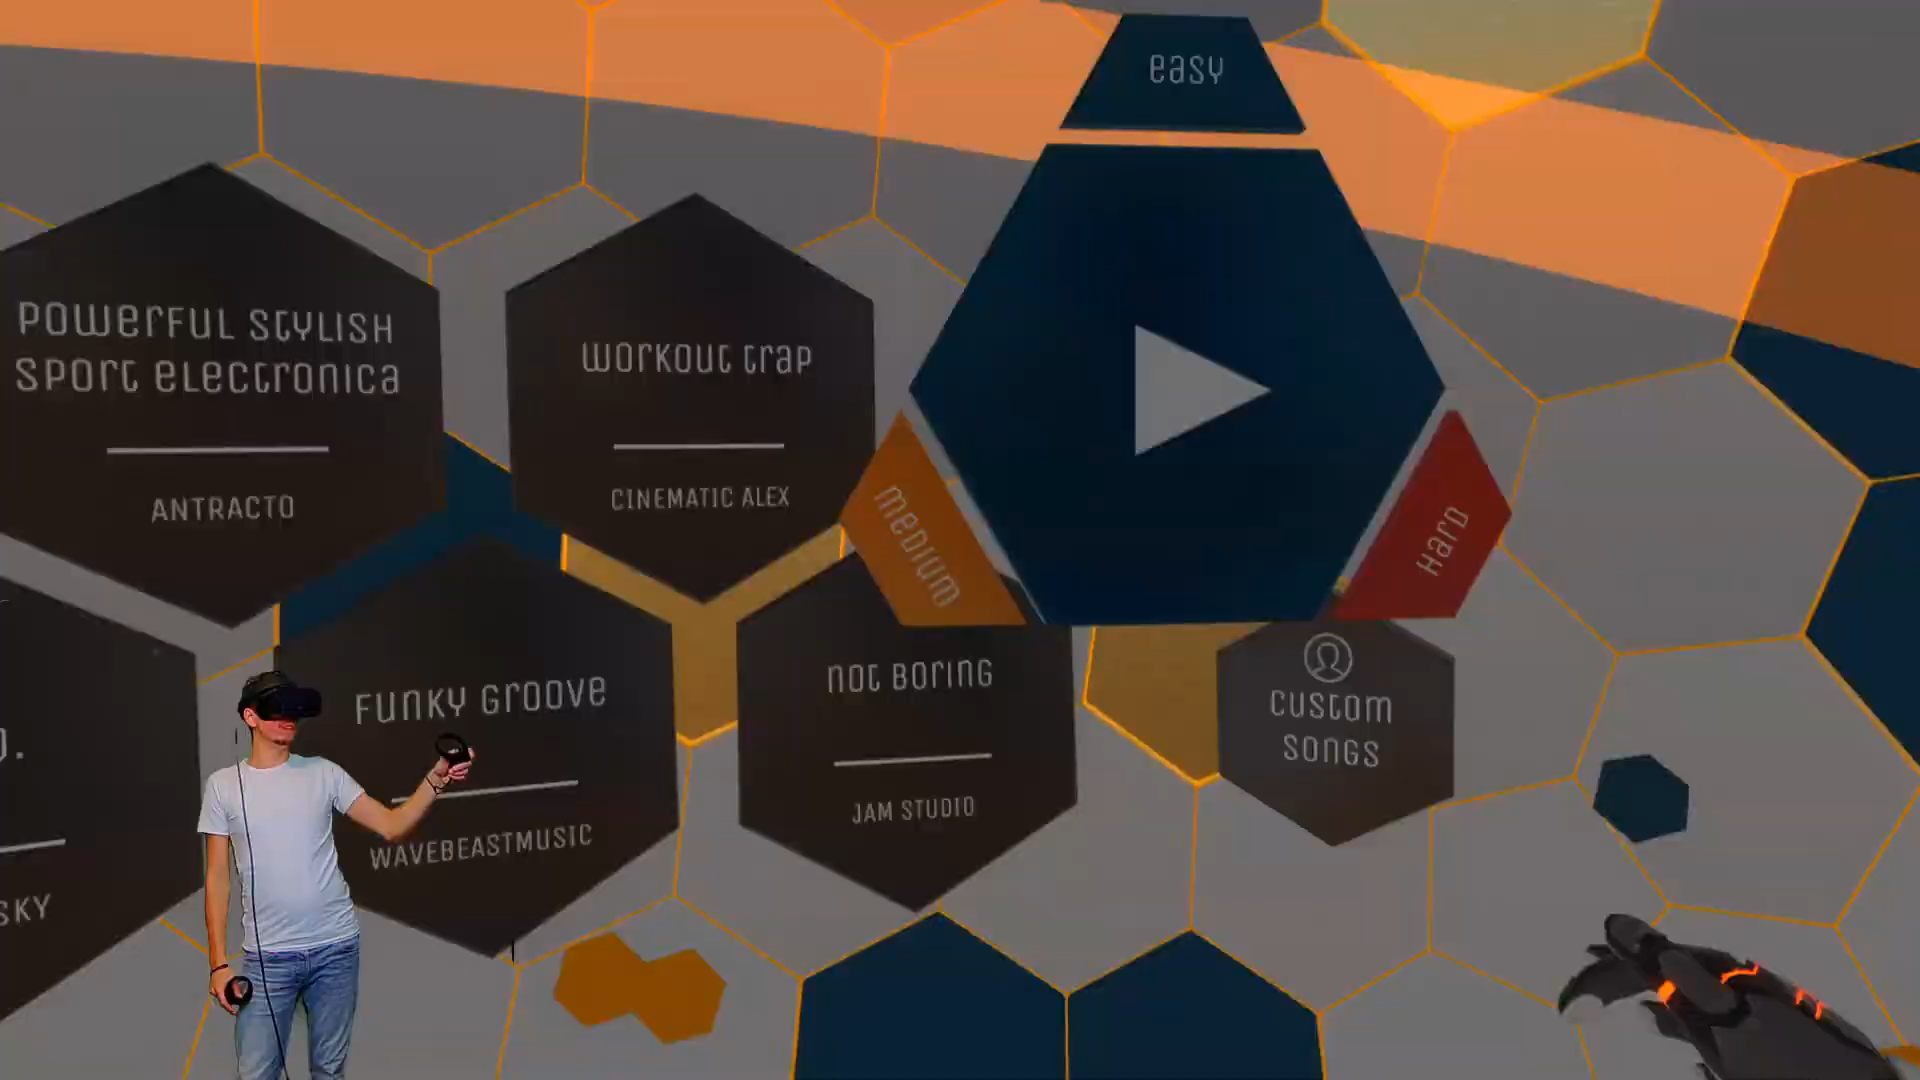 easy
POWERFUL STYLISH
SPORT ELECTRONICA
ANTRACTO
WORKOUT TRAP
CINEMATIC ALEX
MEDIUM
HARD
FUNKY GROOVE
WAVEBEASTMUSIC
NOT BORING
JAM STUDIO
CUSTOM
SONGS
SKY